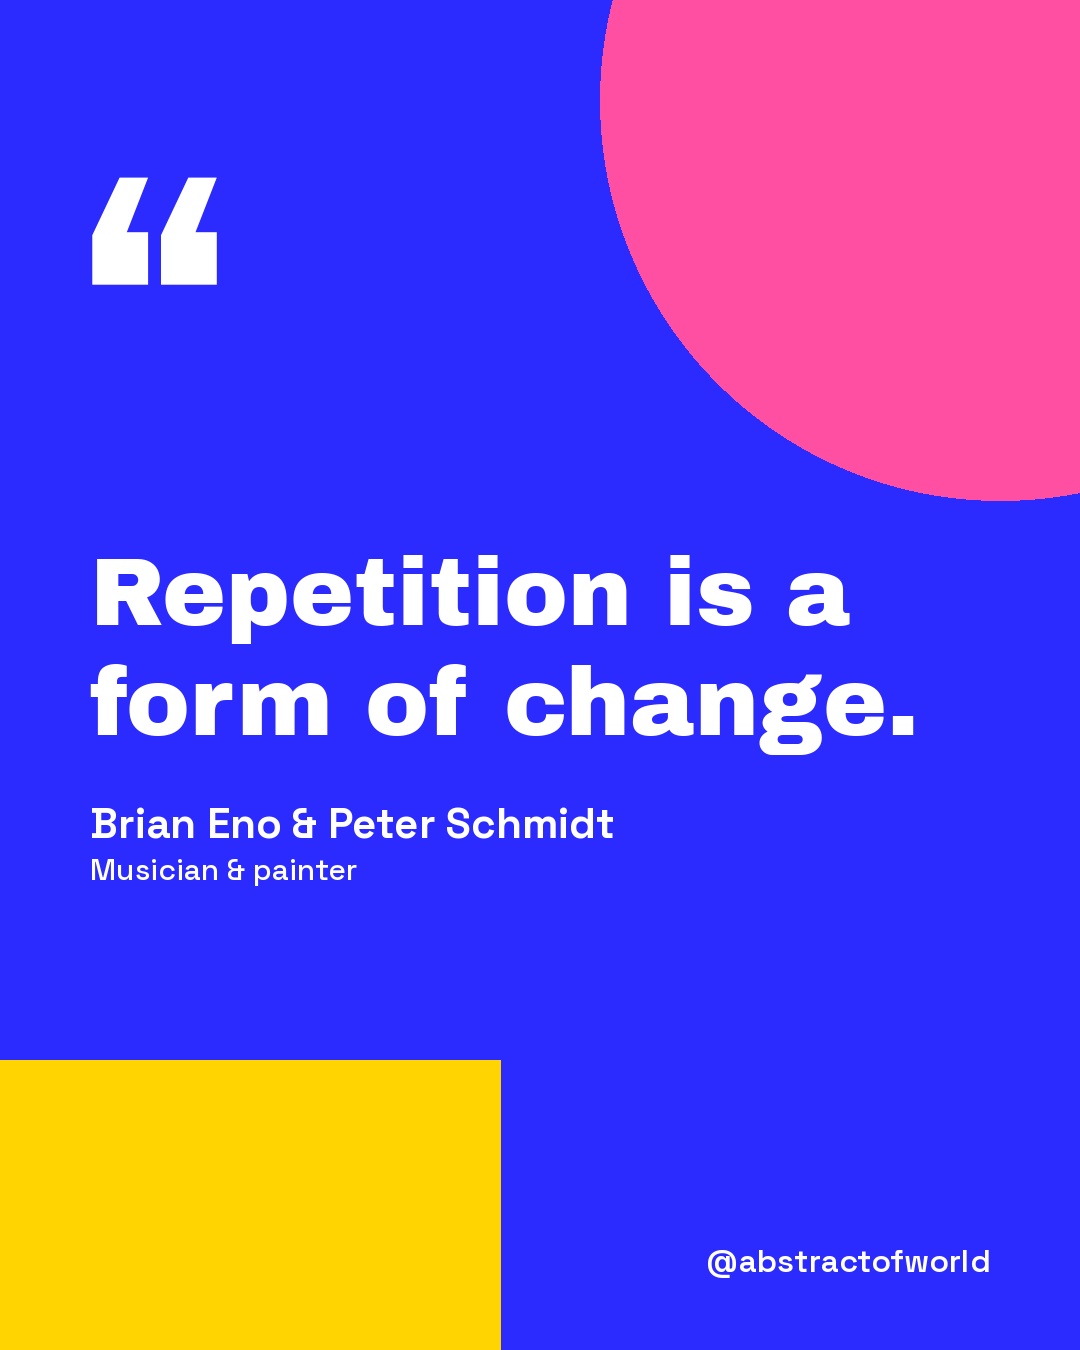 “
Repetition is a
form of change.
Brian Eno & Peter Schmidt
Musician & painter
@abstractofworld